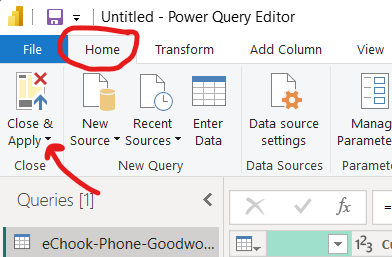 Untitled - Power Query Editor
File Home Transform Add Column
Close &
Apply
New
Source
Recent
Sources
Enter
Data
Data source
settings
Manag
Paramete
Close New Query Data Sources Paramete
Queries [1]
fx =
eChook-Phone-Goodwo...
123